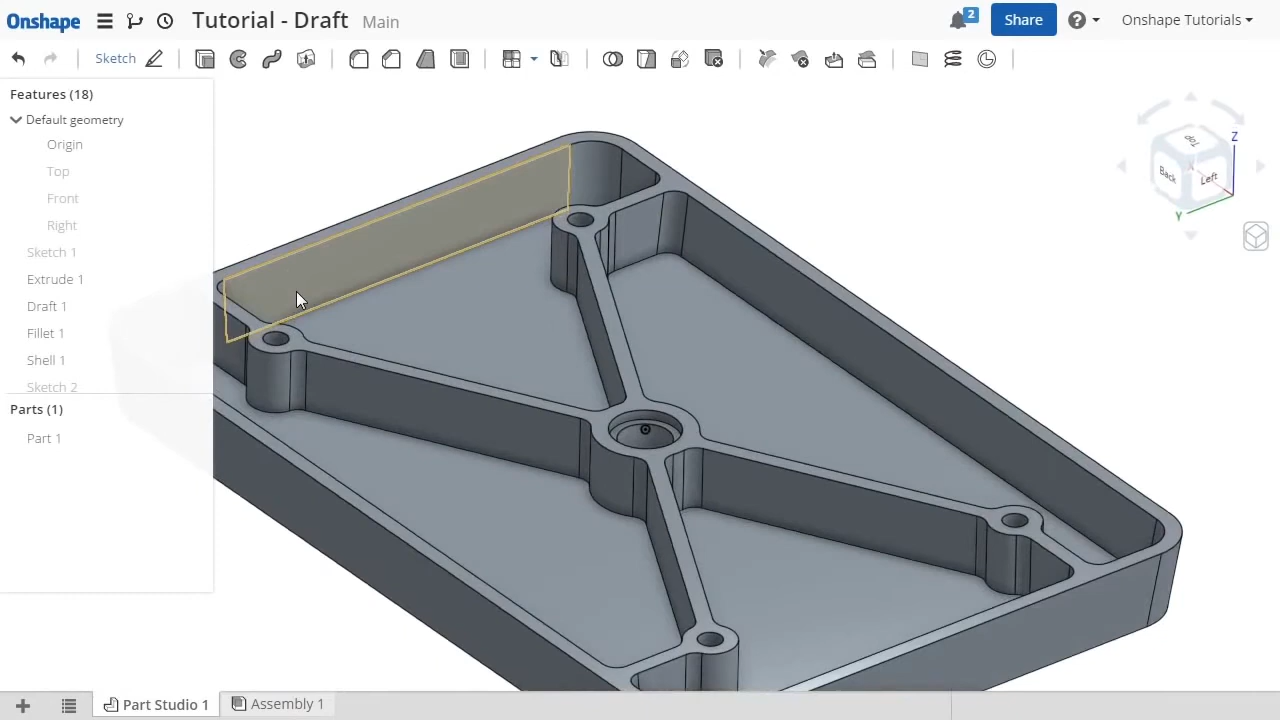 Onshape Tutorial - Draft Main 2 Share Onshape Tutorials
Sketch
Features (18)
Default geometry
Origin
Top
Front
Right
Sketch 1
Extrude 1
Draft 1
Fillet 1
Shell 1
Sketch 2
Parts (1)
Part 1
Top
Back
Left
Z
X
Y
Part Studio 1 Assembly 1